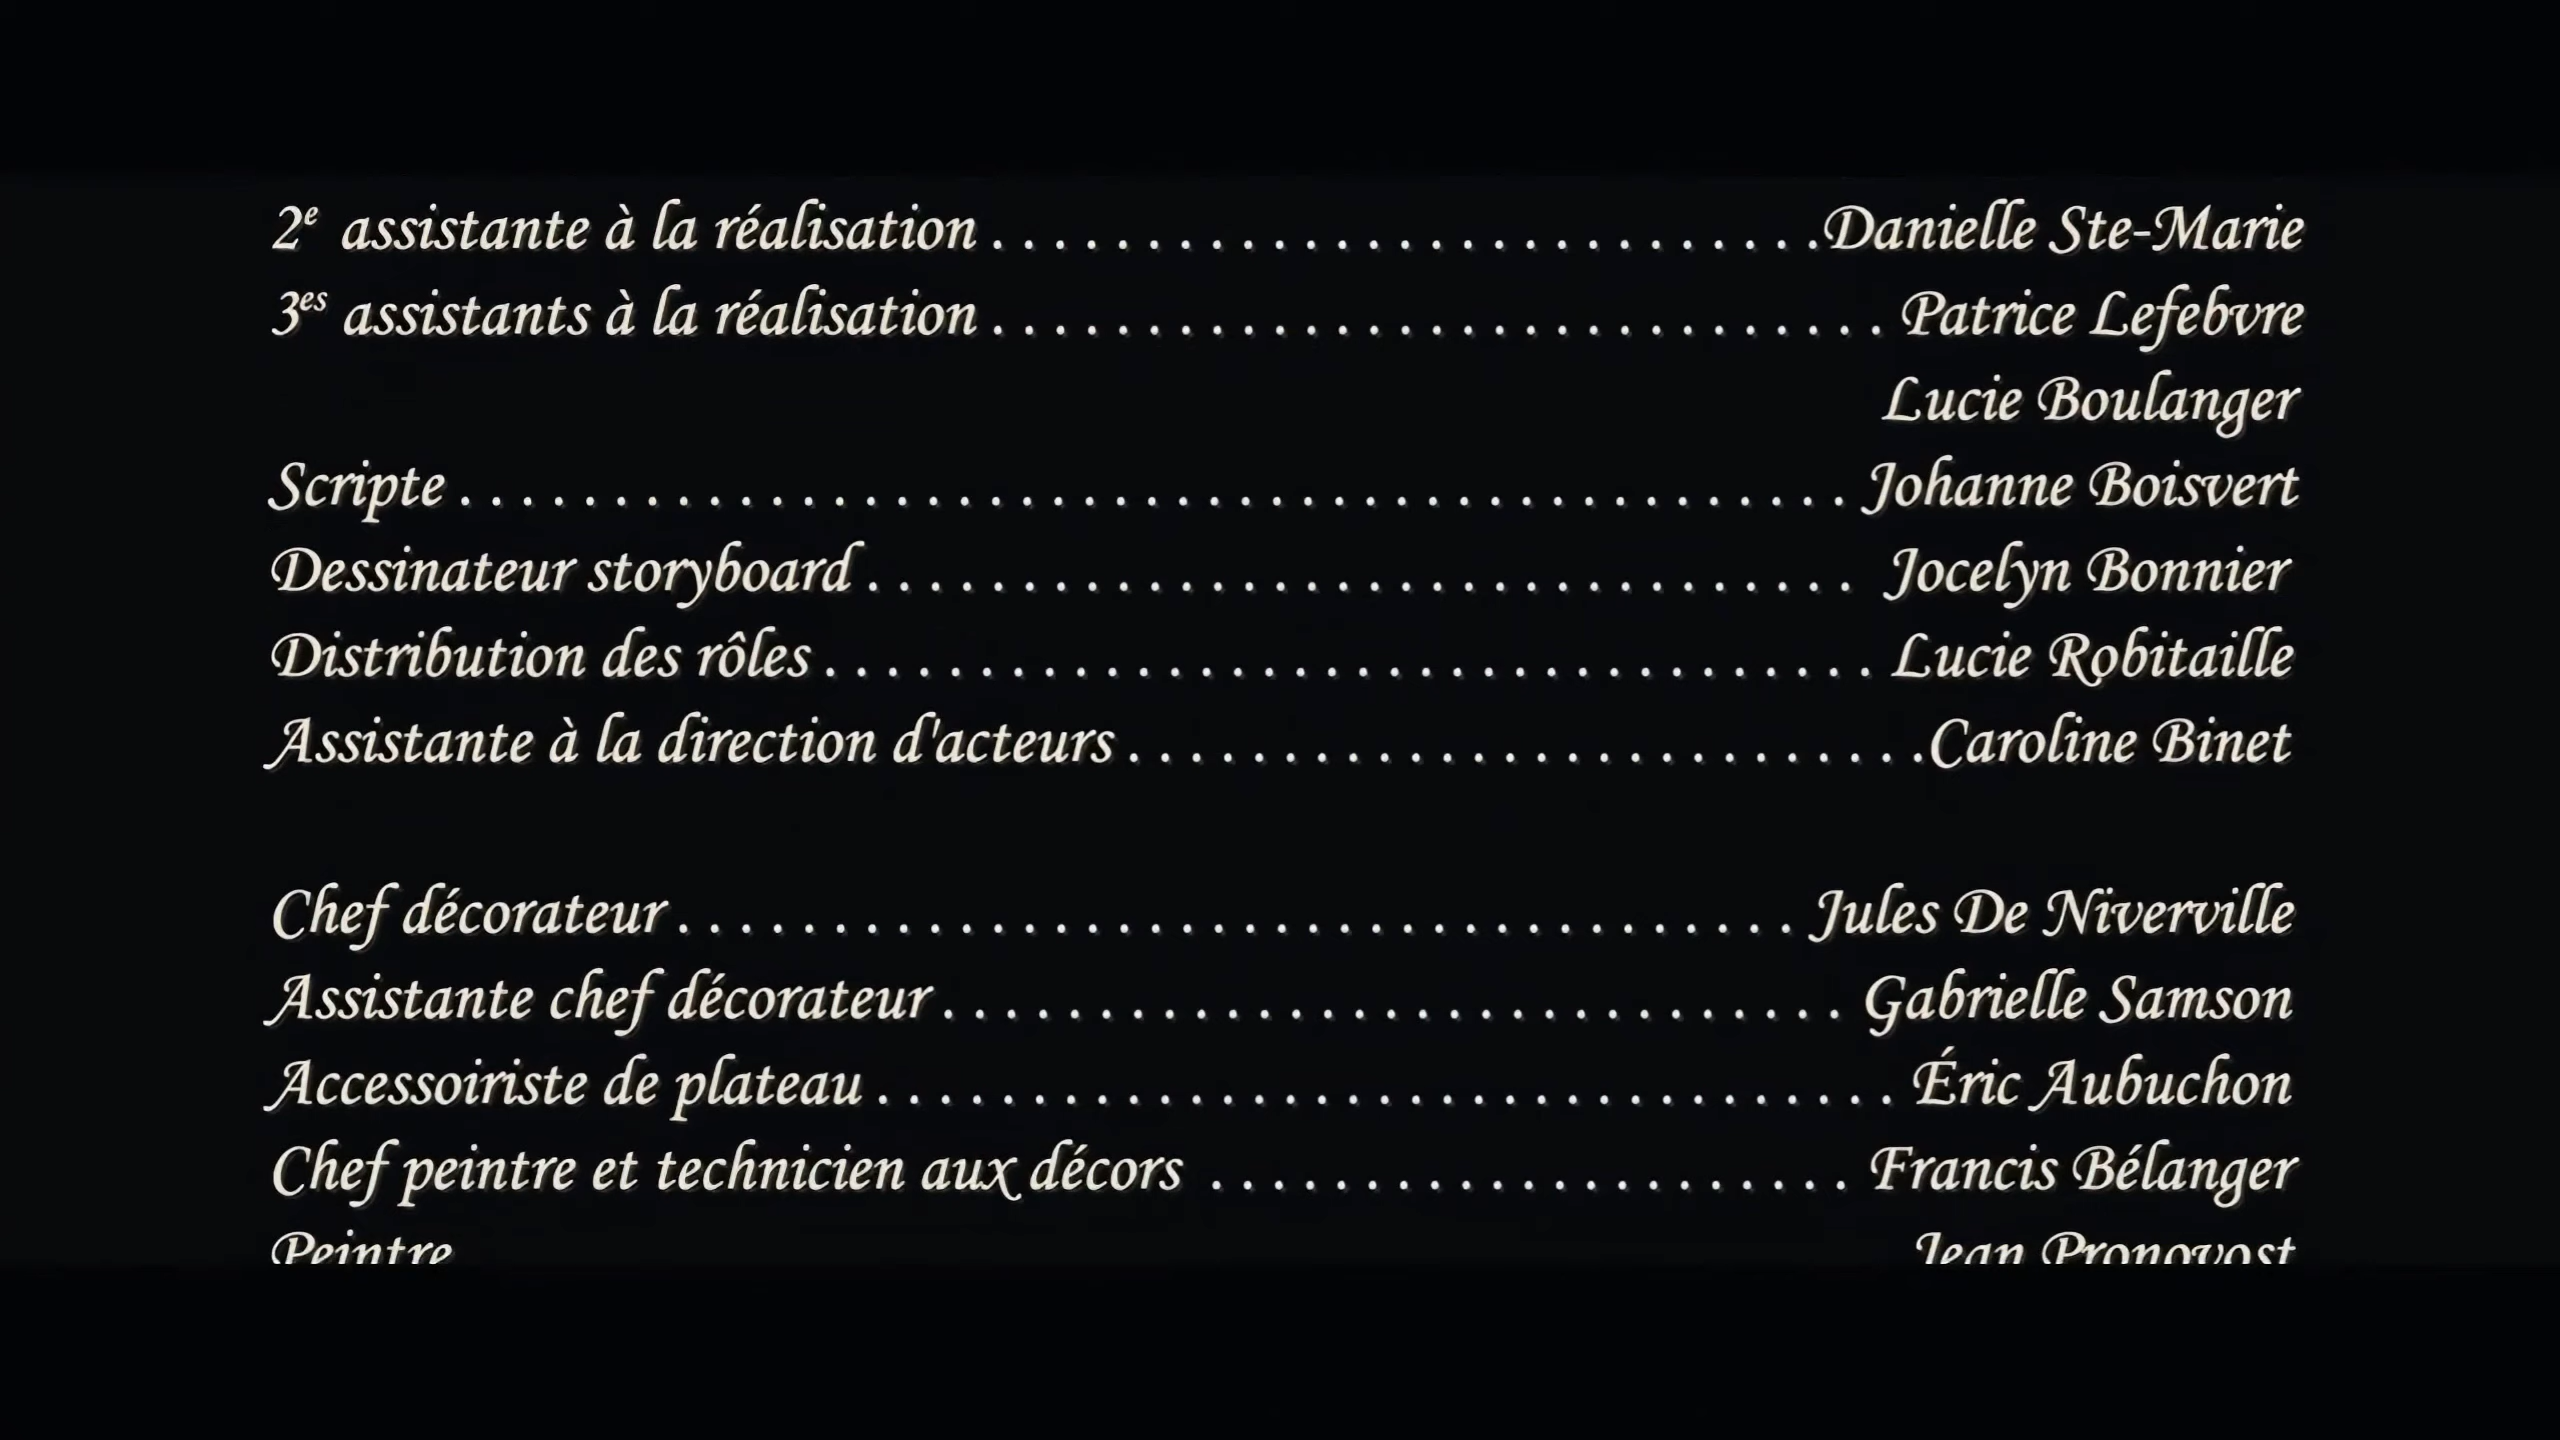 2e assistante à la réalisation . . . . . . . . . . . . . . . . . . . . . . . . . . .Danielle Ste-Marie
3es assistants à la réalisation . . . . . . . . . . . . . . . . . . . . . . . . . . . . . Patrice Lefebvre
Lucie Boulanger
Scripte . . . . . . . . . . . . . . . . . . . . . . . . . . . . . . . . . . . . . . . . . . . . . Johanne Boisvert
Dessinateur storyboard . . . . . . . . . . . . . . . . . . . . . . . . . . . . . . . . Jocelyn Bonnier
Distribution des rôles . . . . . . . . . . . . . . . . . . . . . . . . . . . . . . . . . . Lucie Robitaille
Assistante à la direction d'acteurs . . . . . . . . . . . . . . . . . . . . . . . . . .Caroline Binet
Chef décorateur . . . . . . . . . . . . . . . . . . . . . . . . . . . . . . . . . . . . Jules De Niverville
Assistante chef décorateur . . . . . . . . . . . . . . . . . . . . . . . . . . . . . Gabrielle Samson
Accessoiriste de plateau . . . . . . . . . . . . . . . . . . . . . . . . . . . . . . . . . Éric Aubuchon
Chef peintre et technicien aux décors . . . . . . . . . . . . . . . . . . . . . Francis Bélanger
Peintre Jean Pronovost